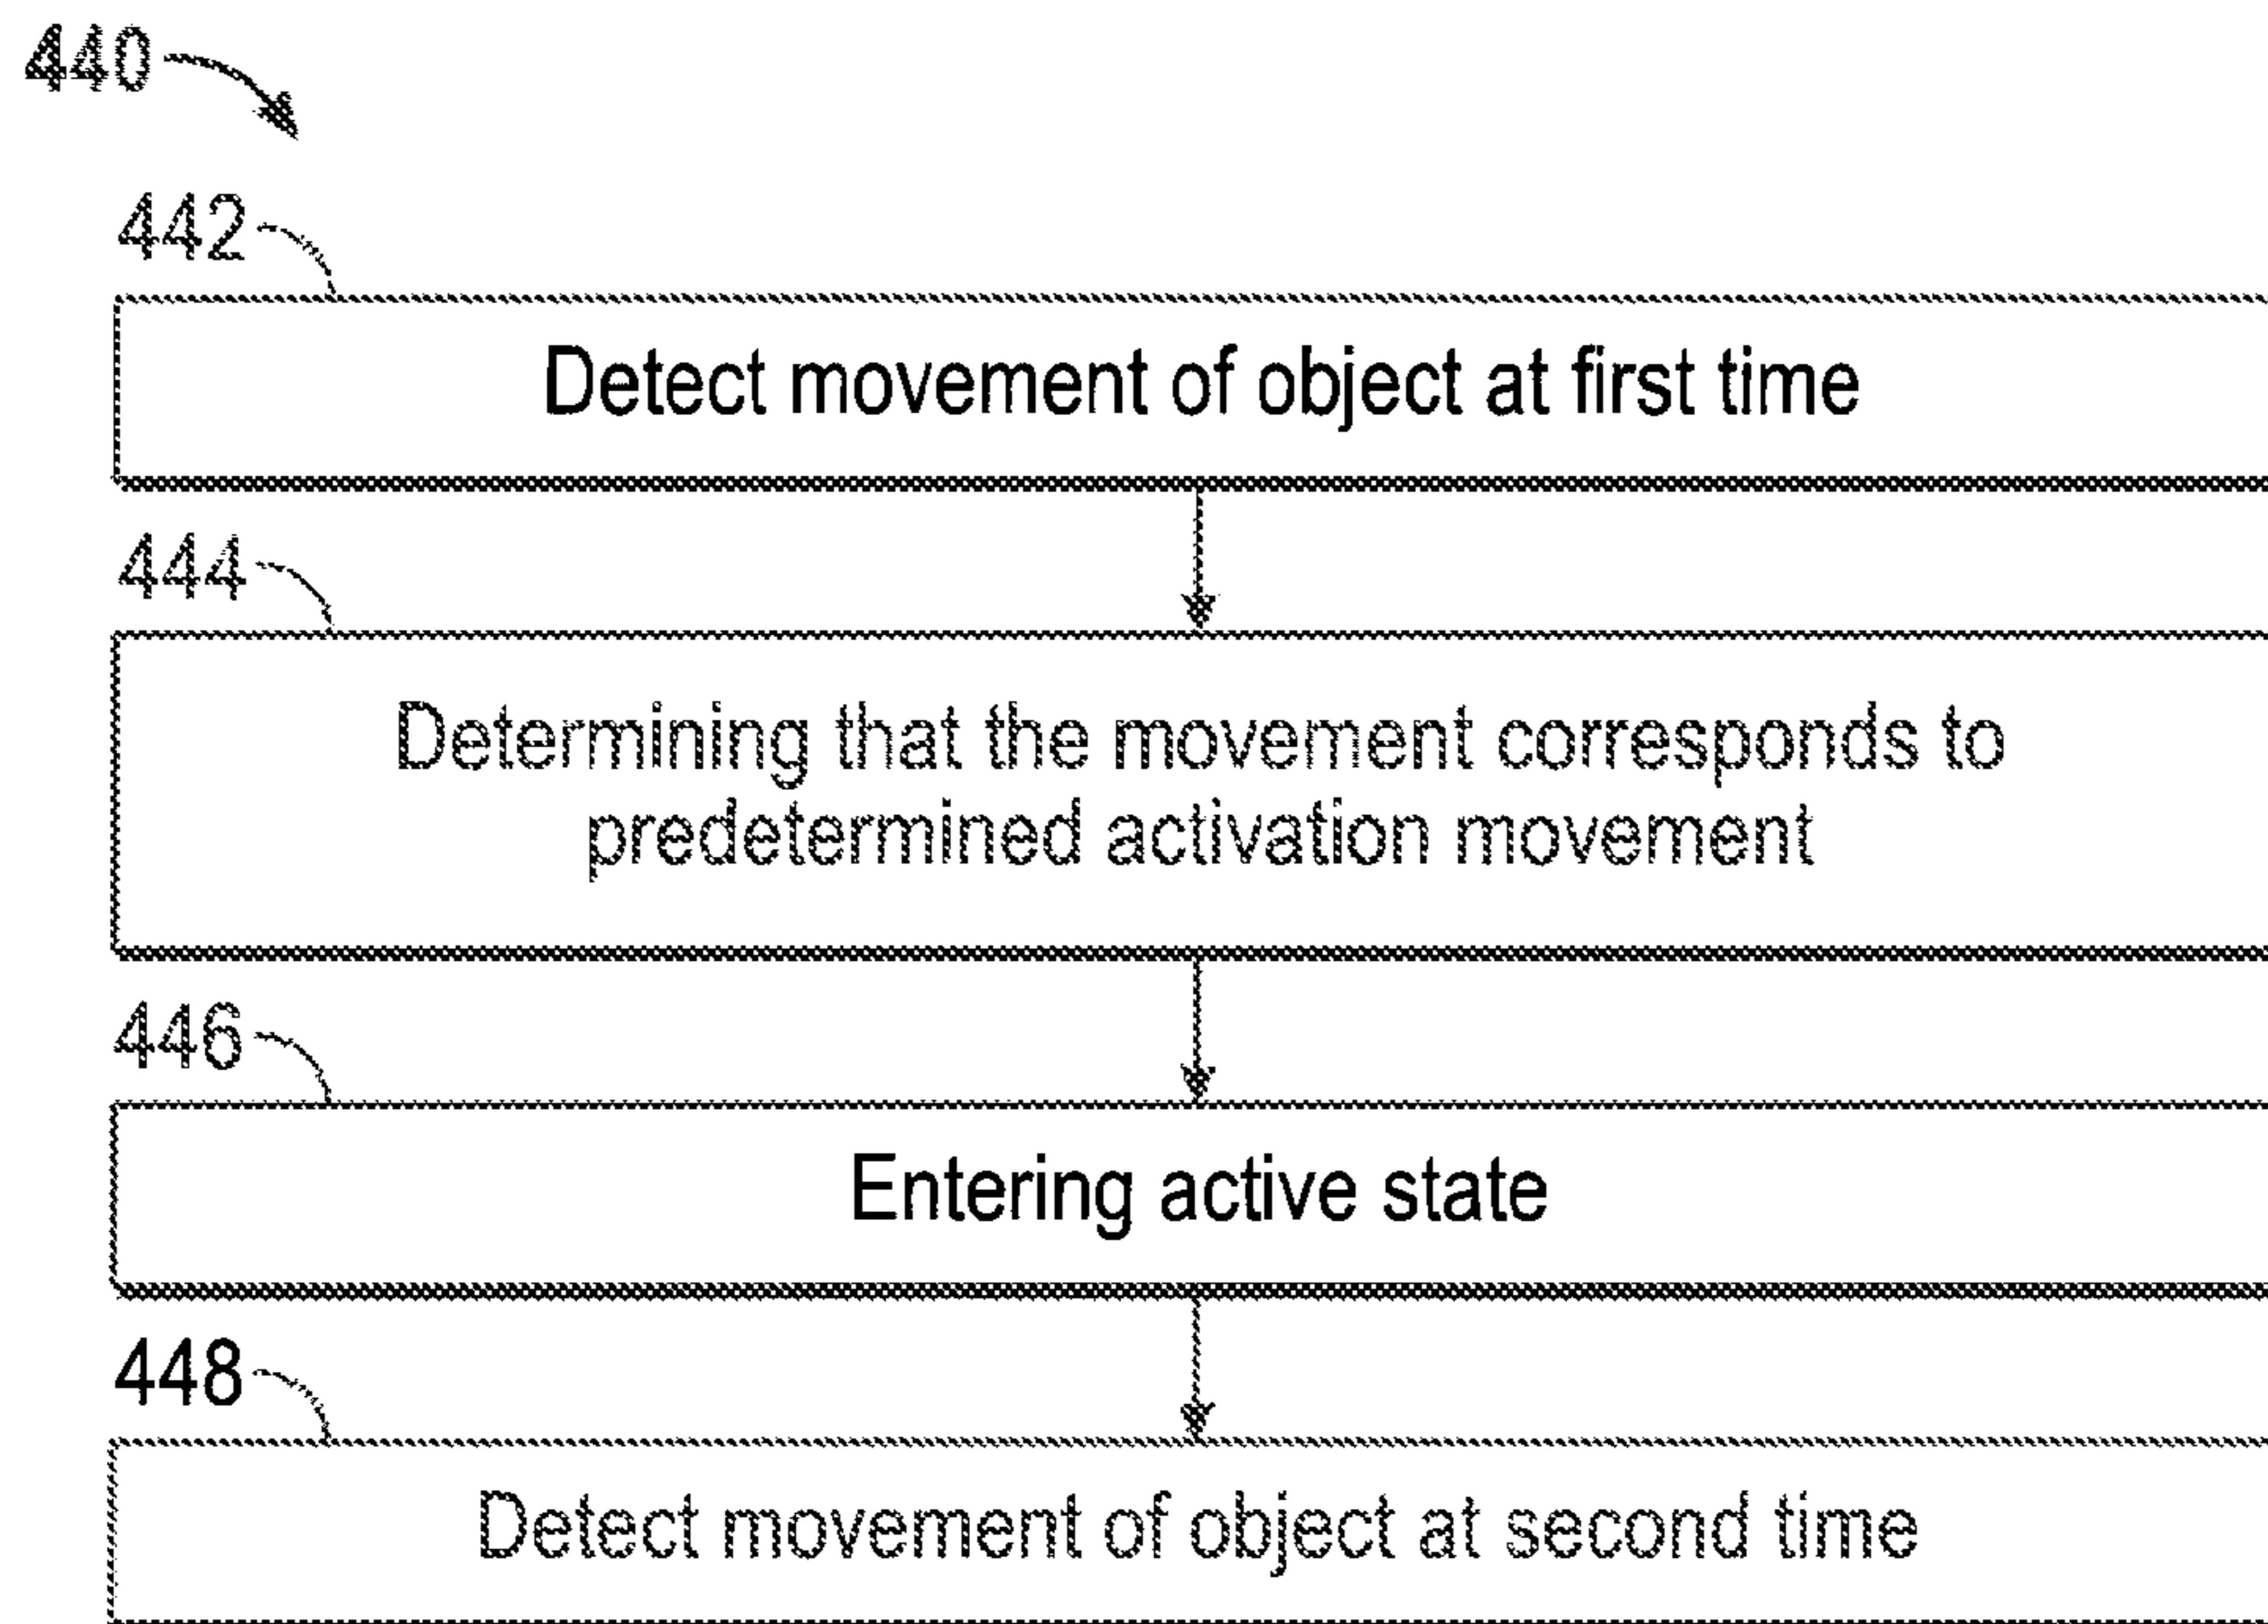 440
442
Detect movement of object at first time
444
Determining that the movement corresponds to
predetermined activation movement
446
Entering active state
448
Detect movement of object at second time